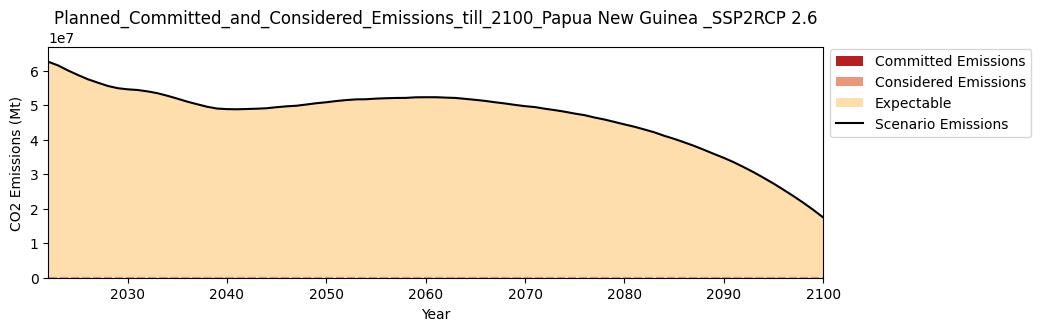 Planned_Committed_and_Considered_Emissions_till_2100_Papua New Guinea _SSP2RCP 2.6
1e7
6
5
4
3
2
1
0
CO2 Emissions (Mt)
2030 2040 2050 2060 2070 2080 2090 2100
Year
Committed Emissions
Considered Emissions
Expectable
Scenario Emissions